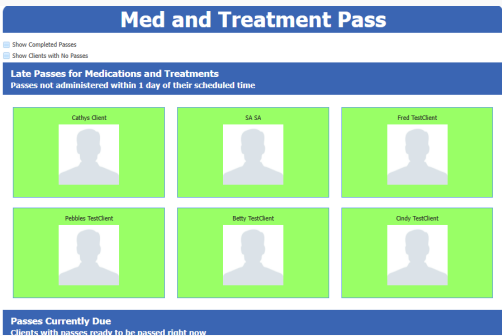 Med and Treatment Pass
Show Completed Passes
Show Clients with No Passes
Late Passes for Medications and Treatments
Passes not administered within 1 day of their scheduled time
Cathys Client
SA SA
Fred TestClient
Pebbles TestClient
Betty TestClient
Cindy TestClient
Passes Currently Due
Clients with passes ready to be passed right now